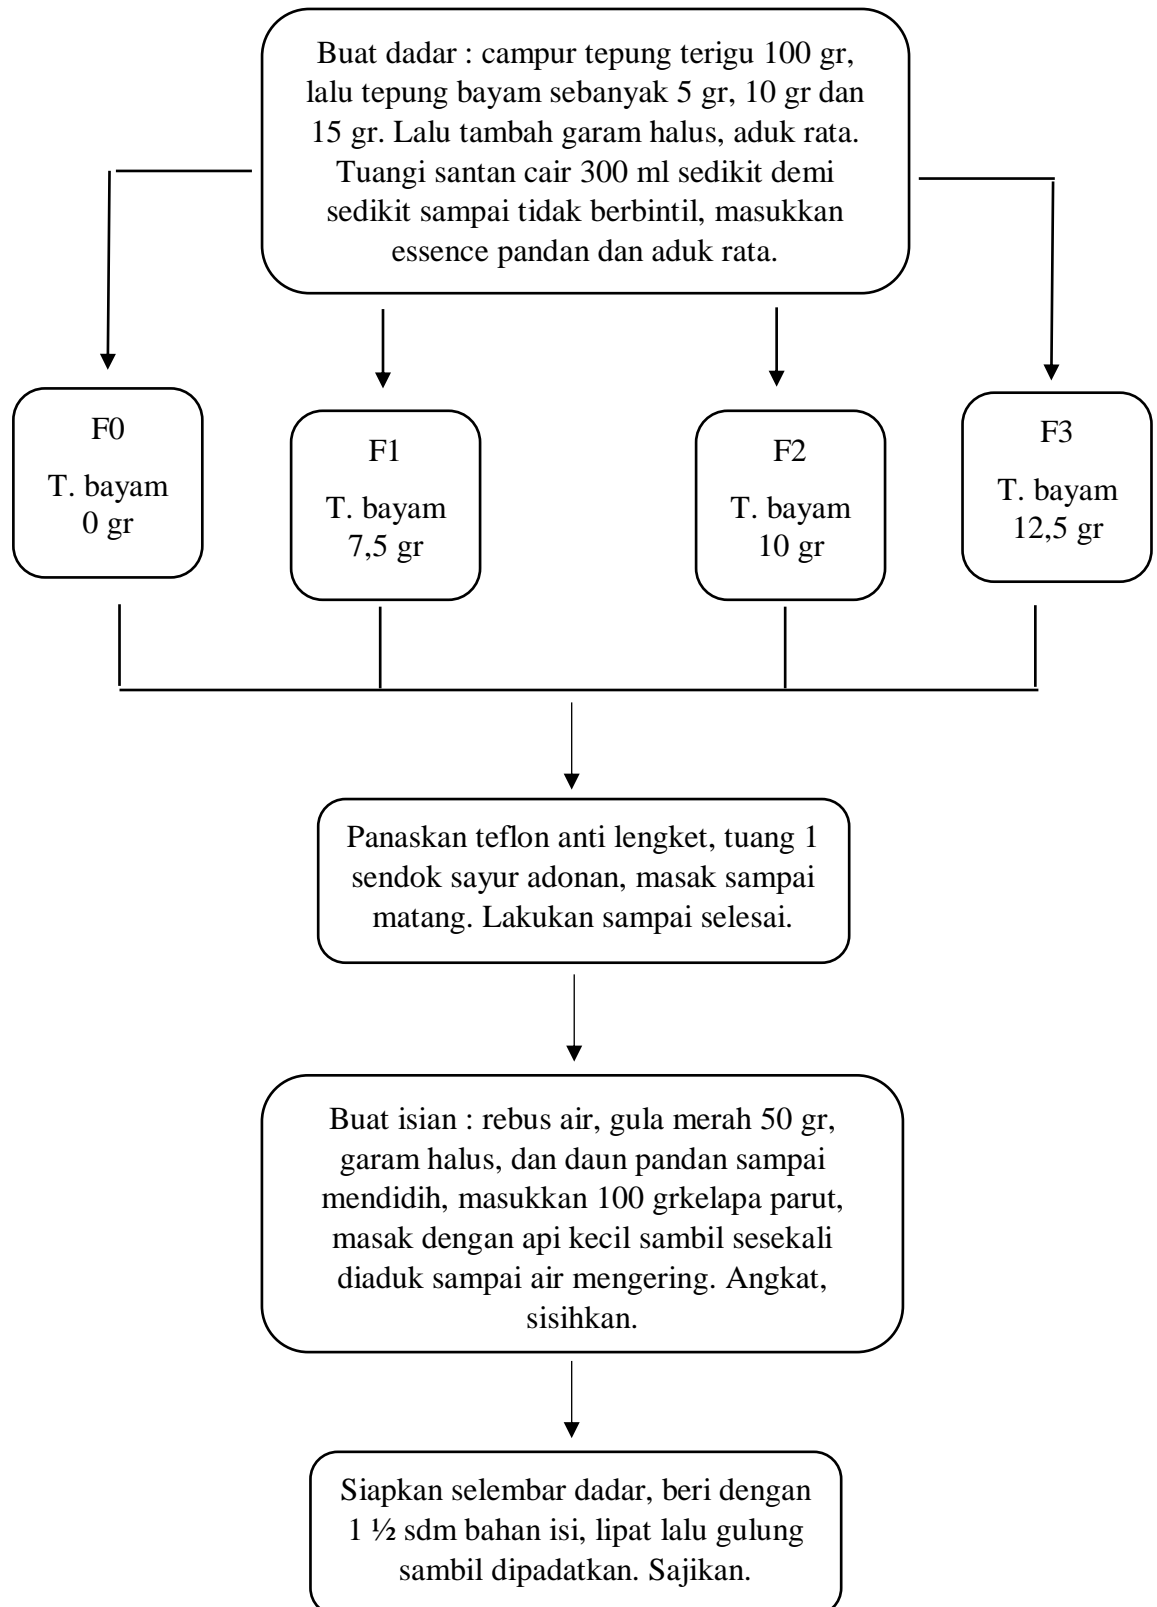 Buat dadar : campur tepung terigu 100 gr,
lalu tepung bayam sebanyak 5 gr, 10 gr dan
15 gr. Lalu tambah garam halus, aduk rata.
Tuangi santan cair 300 ml sedikit demi
sedikit sampai tidak berbintil, masukkan
essence pandan dan aduk rata.
F0
T. bayam
0 gr
F1
T. bayam
7,5 gr
F2
T. bayam
10 gr
F3
T. bayam
12,5 gr
Panaskan teflon anti lengket, tuang 1
sendok sayur adonan, masak sampai
matang. Lakukan sampai selesai.
Buat isian : rebus air, gula merah 50 gr,
garam halus, dan daun pandan sampai
mendidih, masukkan 100 grkelapa parut,
masak dengan api kecil sambil sesekali
diaduk sampai air mengering. Angkat,
sisihkan.
Siapkan selembar dadar, beri dengan
1 ½ sdm bahan isi, lipat lalu gulung
sambil dipadatkan. Sajikan.